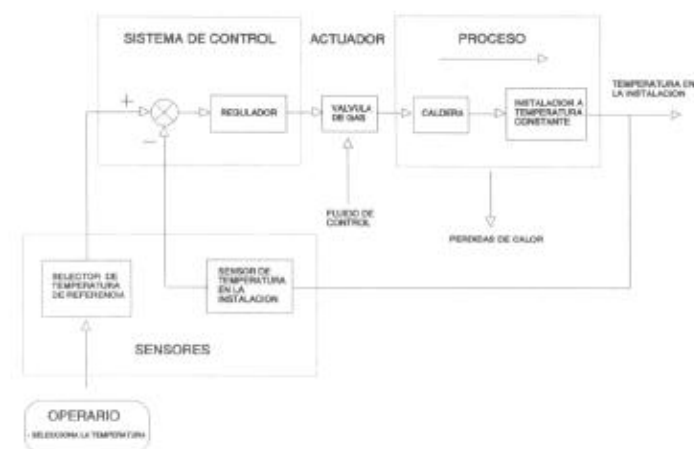 SISTEMA DE CONTROL
ACTUADOR
PROCESO
TEMPERATURA EN
LA INSTALACION
+
REGULADOR
VALVULA
DE GAS
CALDERA
INSTALACION A
TEMPERATURA
CONSTANTE
—
FLUIDO DE
CONTROL
PERDIDAS DE CALOR
SELECTOR DE
TEMPERATURA
DE REFERENCIA
SENSOR DE
TEMPERATURA
EN LA
INSTALACION
SENSORES
OPERARIO
- SELECCIONA LA TEMPERATURA